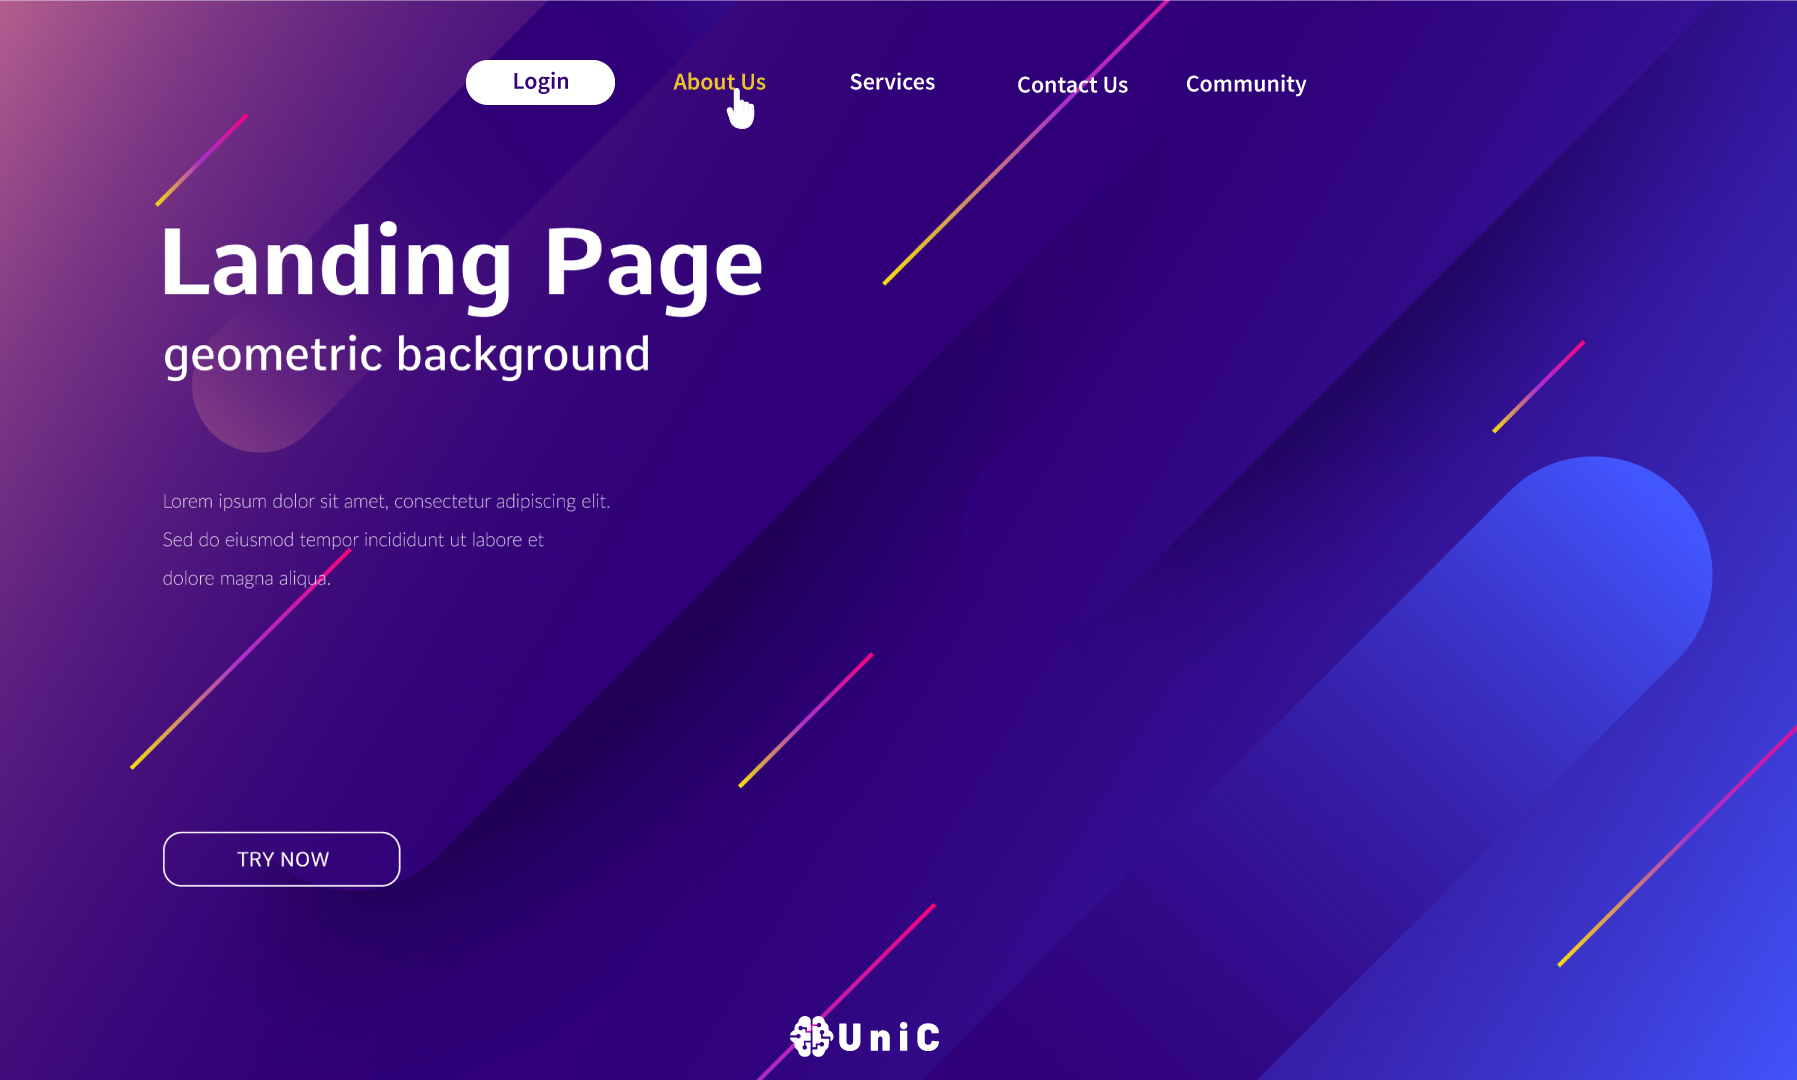 Login
About Us
Services
Contact Us
Community
Landing Page
geometric background
Lorem ipsum dolor sit amet, consectetur adipiscing elit.
Sed do eiusmod tempor incididunt ut labore et
dolore magna aliqua.
TRY NOW
UniC